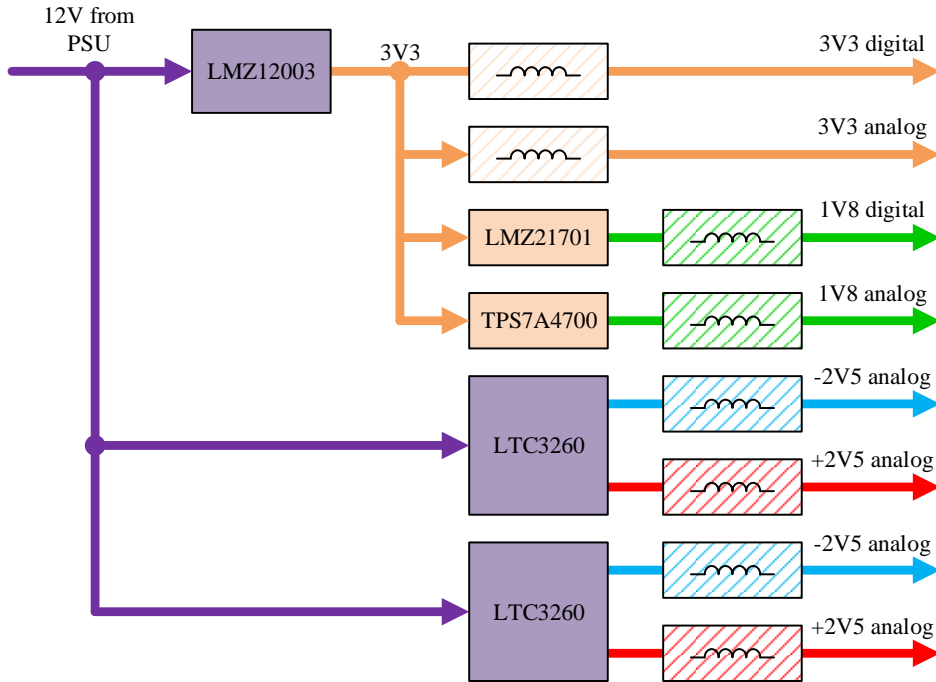 12V from
PSU
LMZ12003
3V3
3V3 digital
3V3 analog
LMZ21701
1V8 digital
TPS7A4700
1V8 analog
LTC3260
-2V5 analog
+2V5 analog
LTC3260
-2V5 analog
+2V5 analog